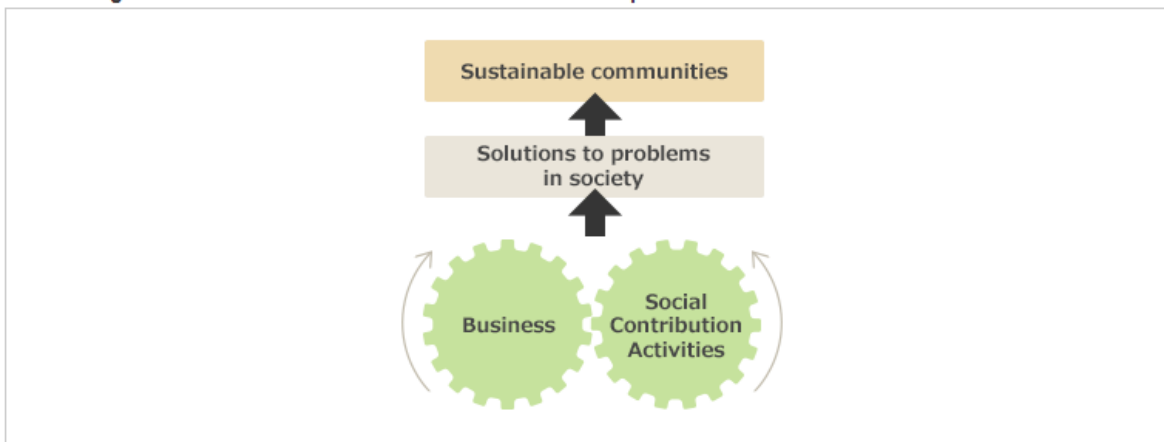 Sustainable communities
Solutions to problems
in society
Business
Social
Contribution
Activities